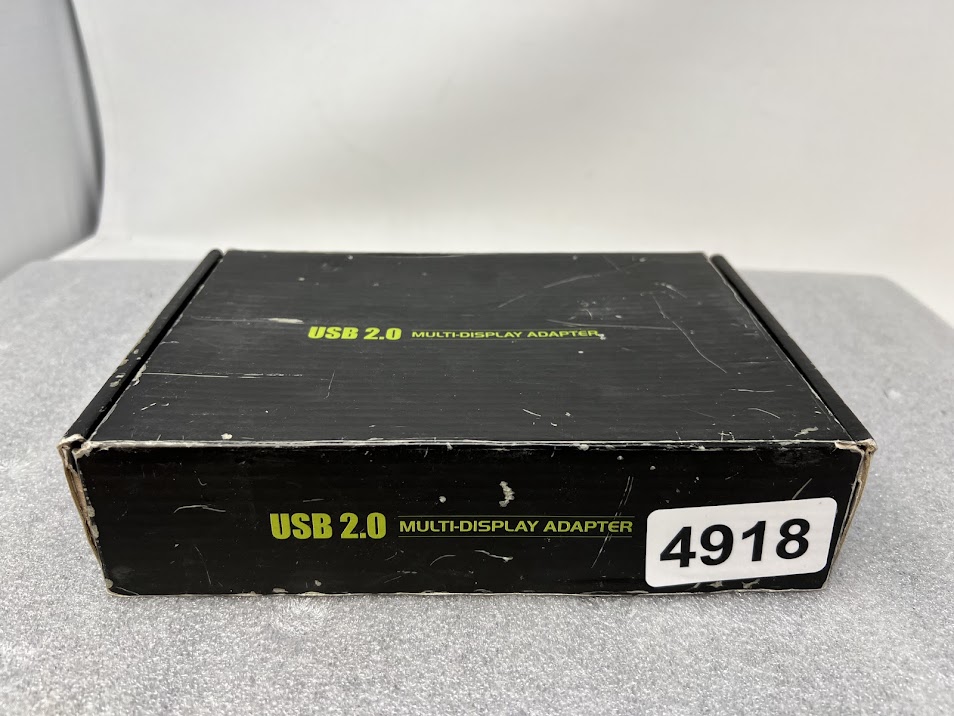 USB 2.0 MULTI-DISPLAY ADAPTER
USB 2.0 MULTI-DISPLAY ADAPTER
4918